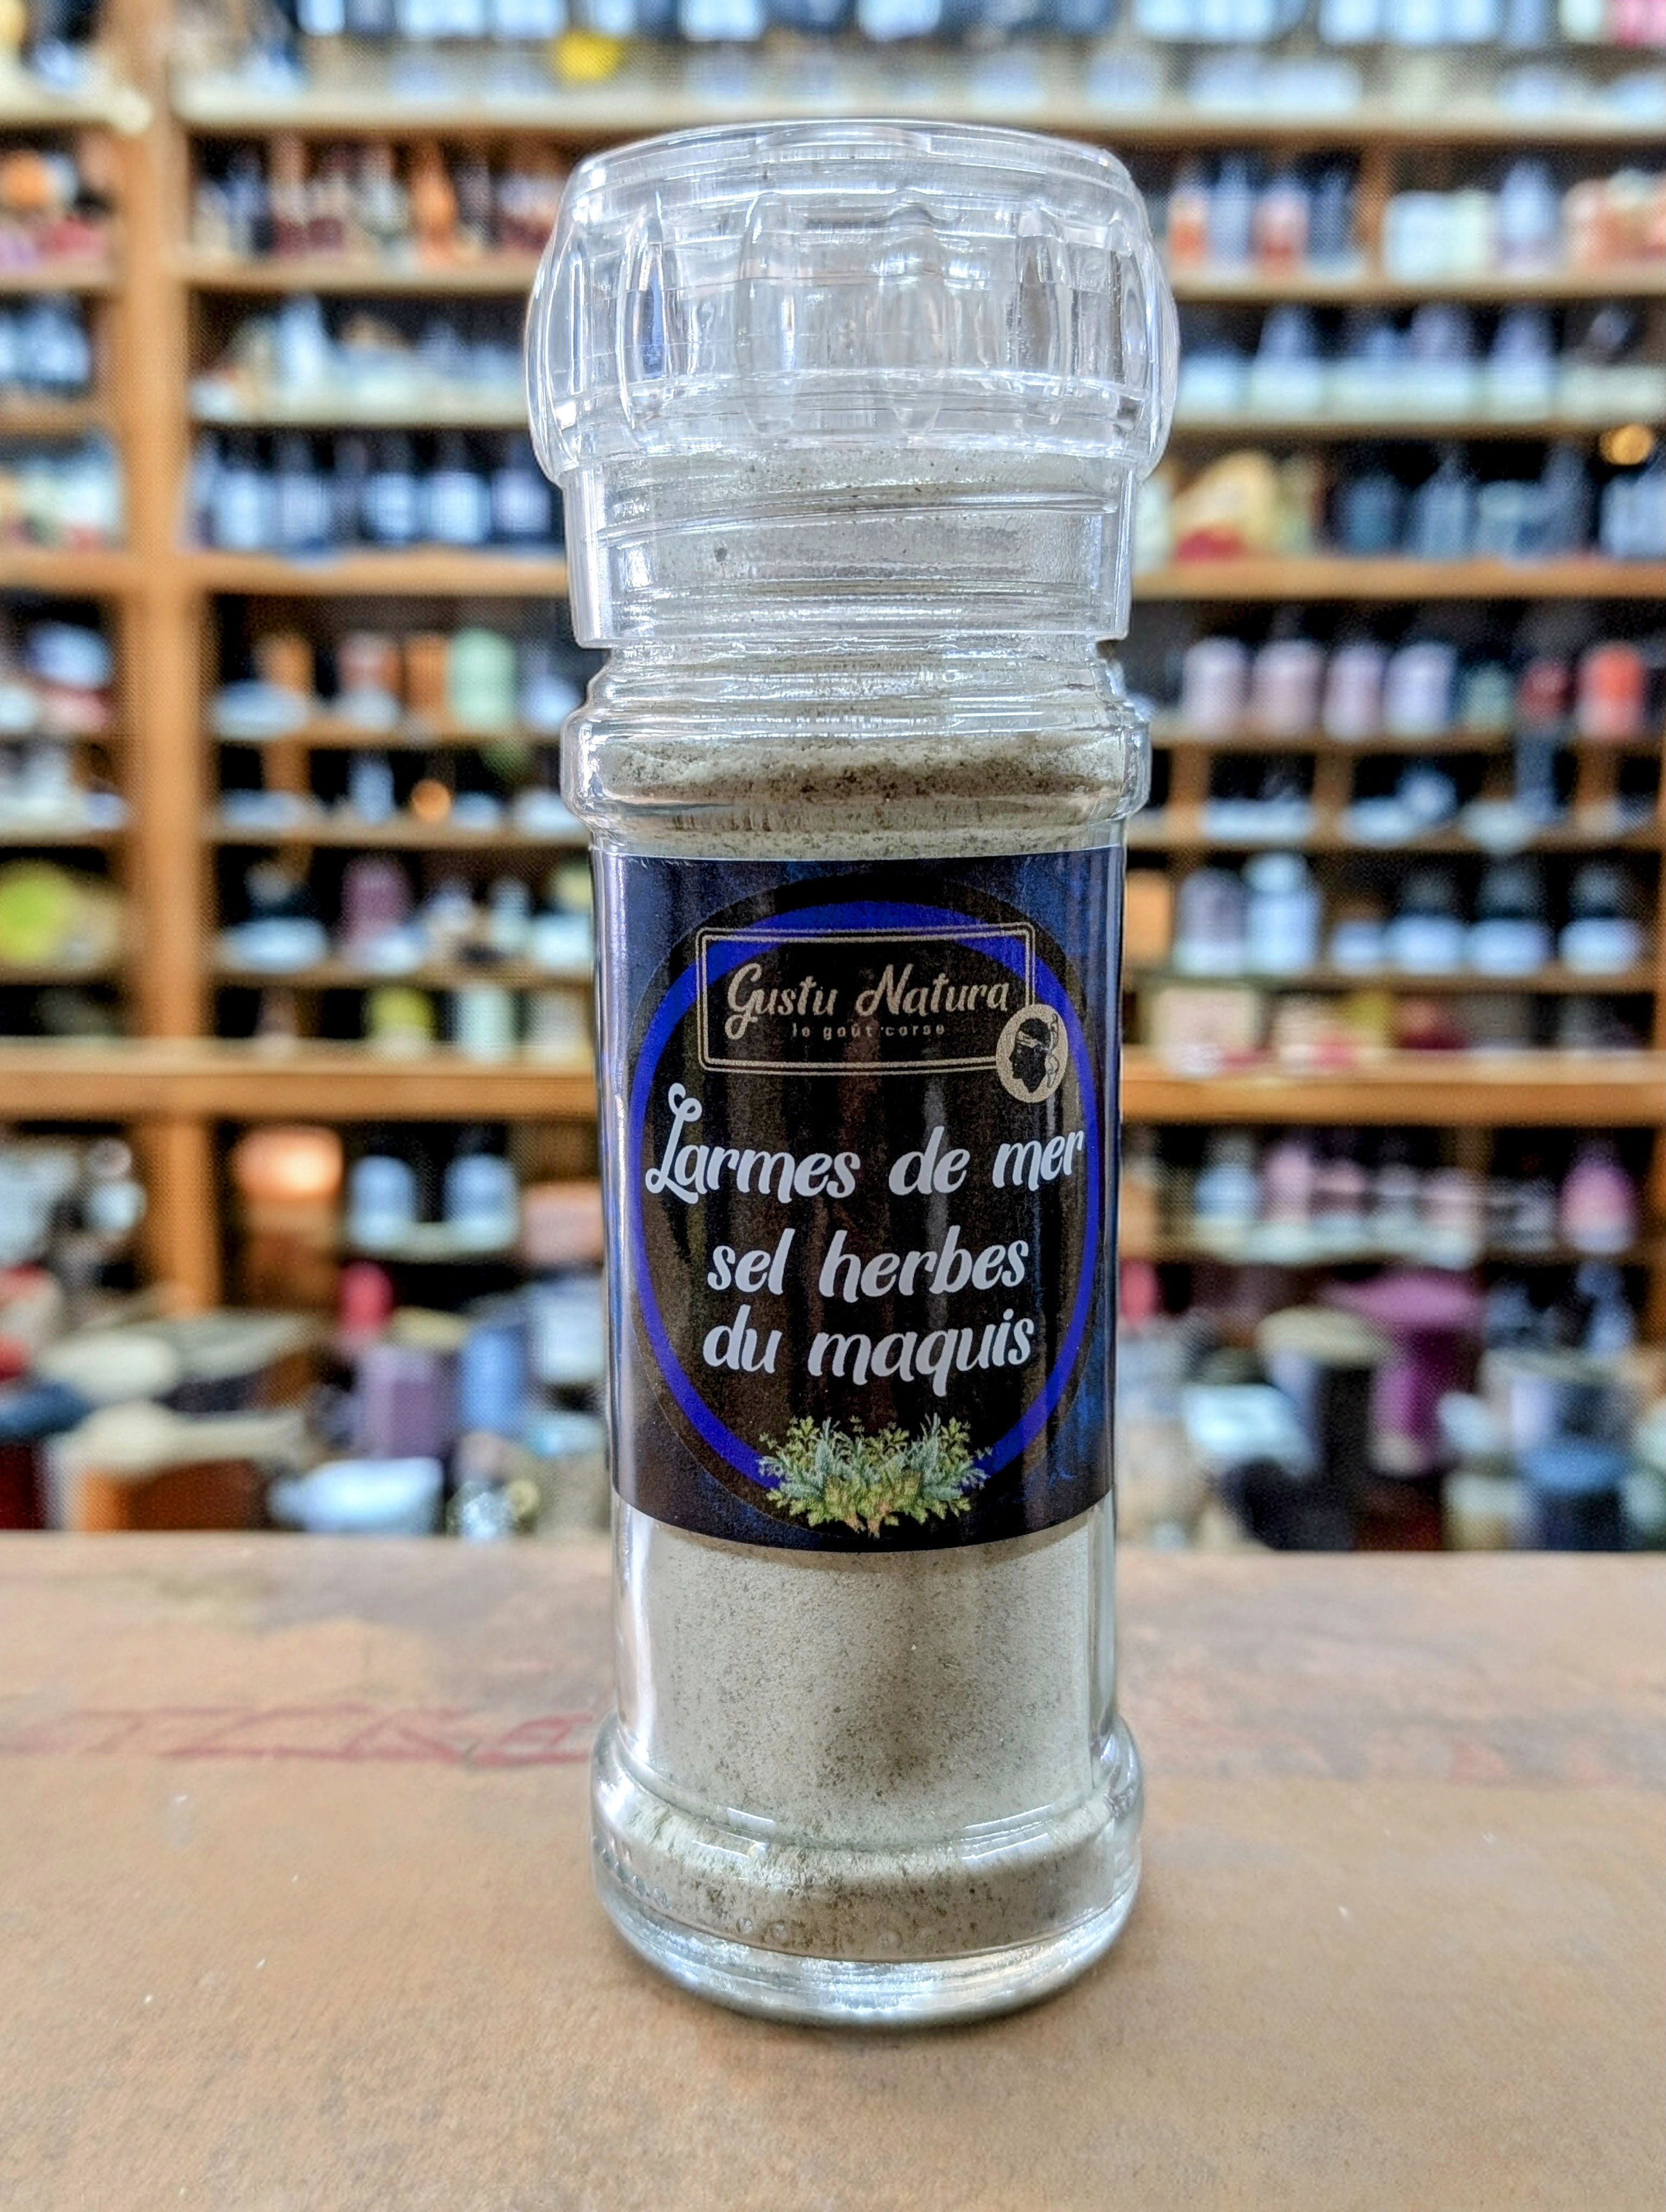 Gustu Natura
le goût corse
Larmes de mer
sel herbes
du maquis